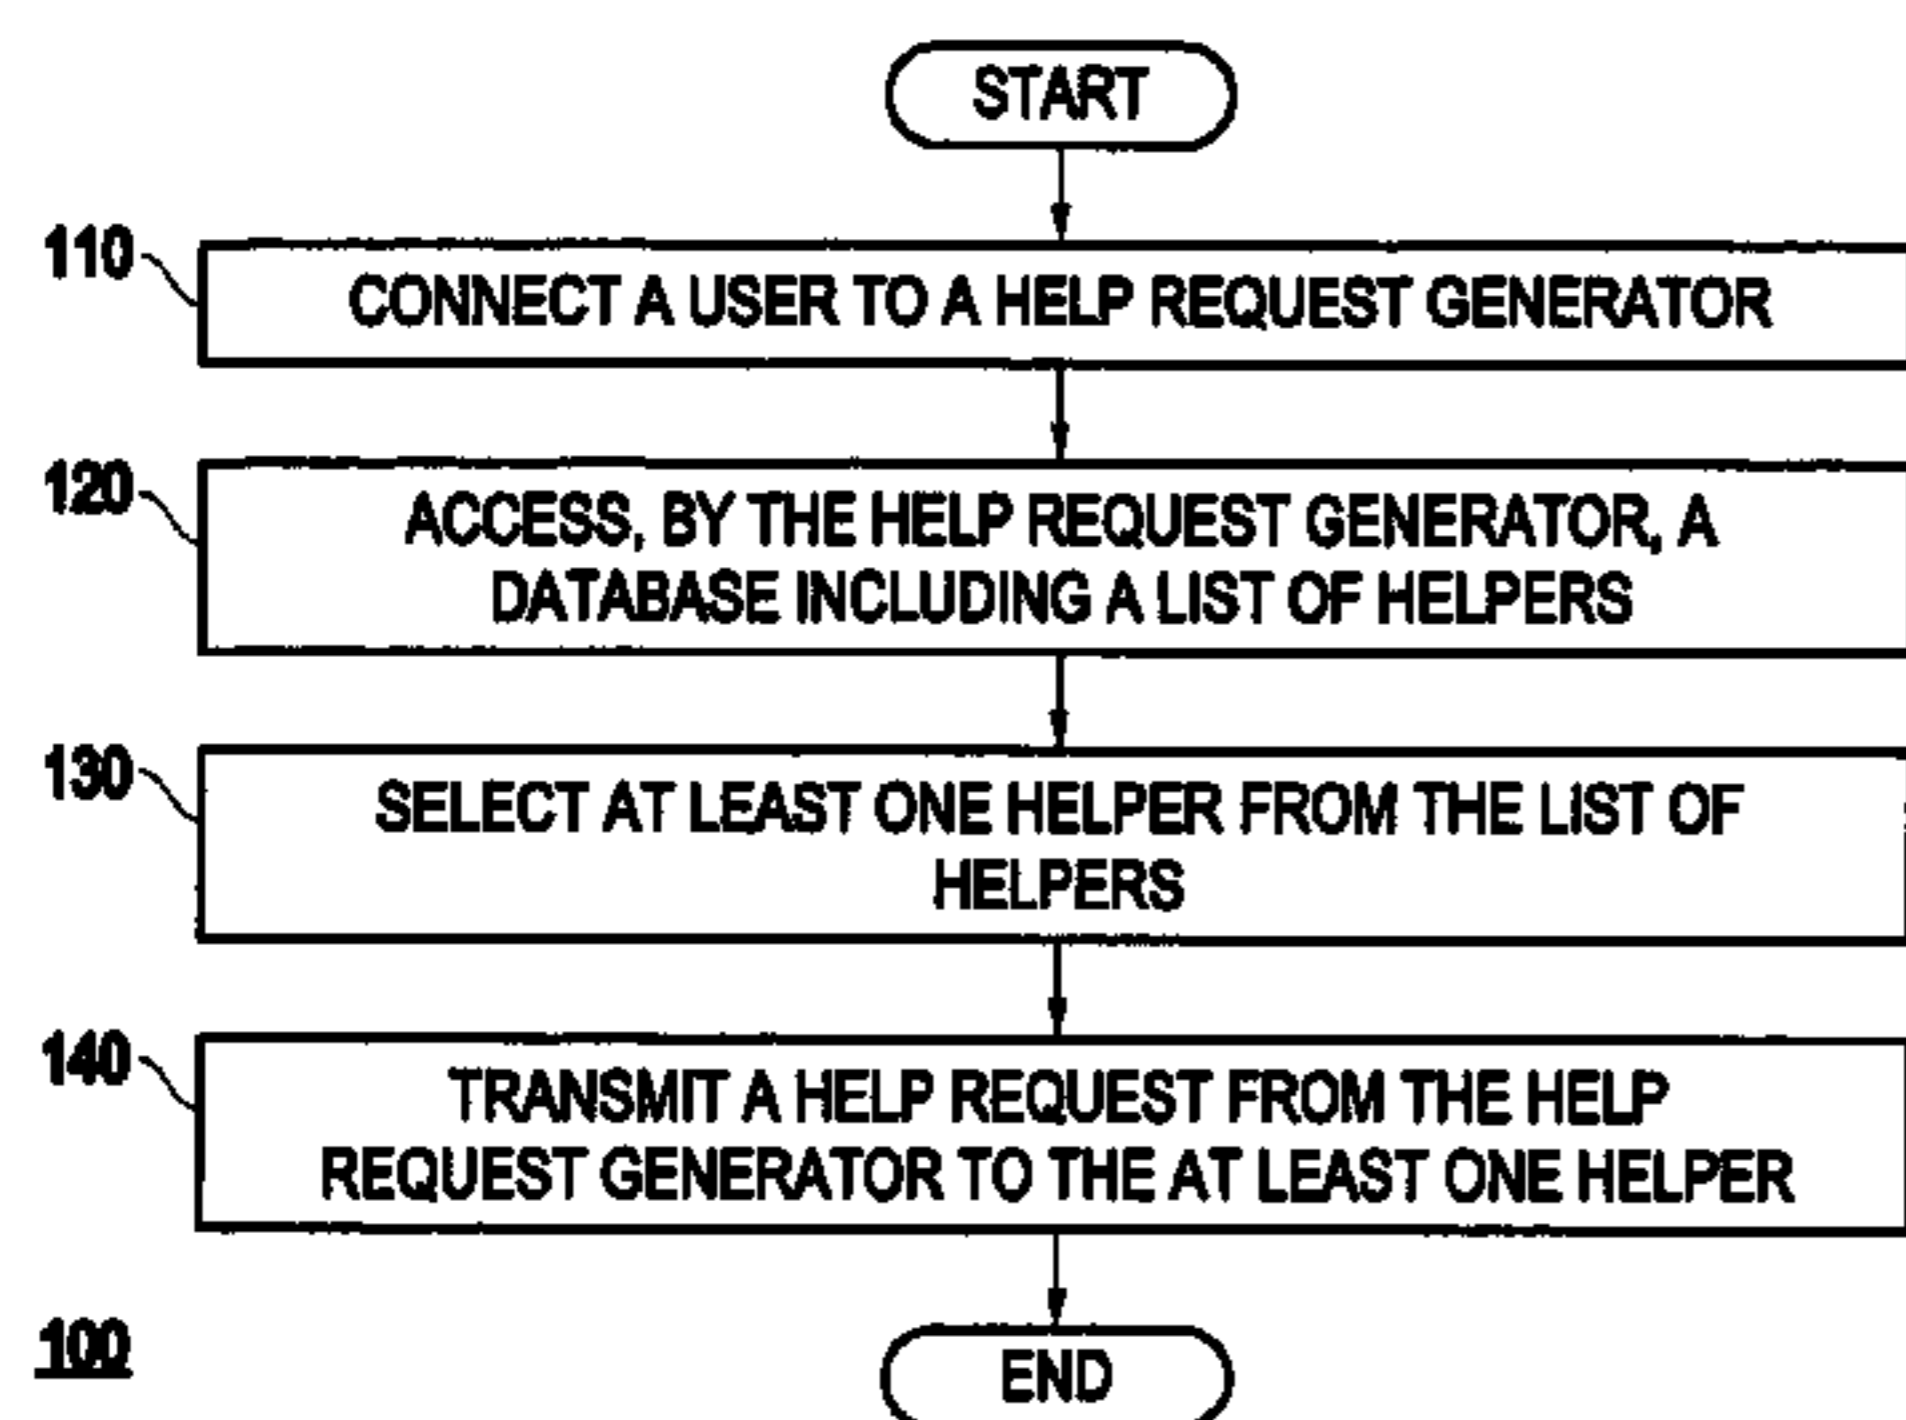 START
110
CONNECT A USER TO A HELP REQUEST GENERATOR
120
ACCESS, BY THE HELP REQUEST GENERATOR, A
DATABASE INCLUDING A LIST OF HELPERS
130
SELECT AT LEAST ONE HELPER FROM THE LIST OF
HELPERS
140
TRANSMIT A HELP REQUEST FROM THE HELP
REQUEST GENERATOR TO THE AT LEAST ONE HELPER
100
END